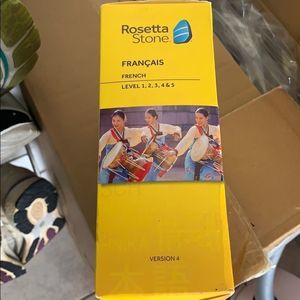 Rosetta
Stone
FRANÇAIS
FRENCH
LEVEL 1, 2, 3, 4 & 5
VERSION 4